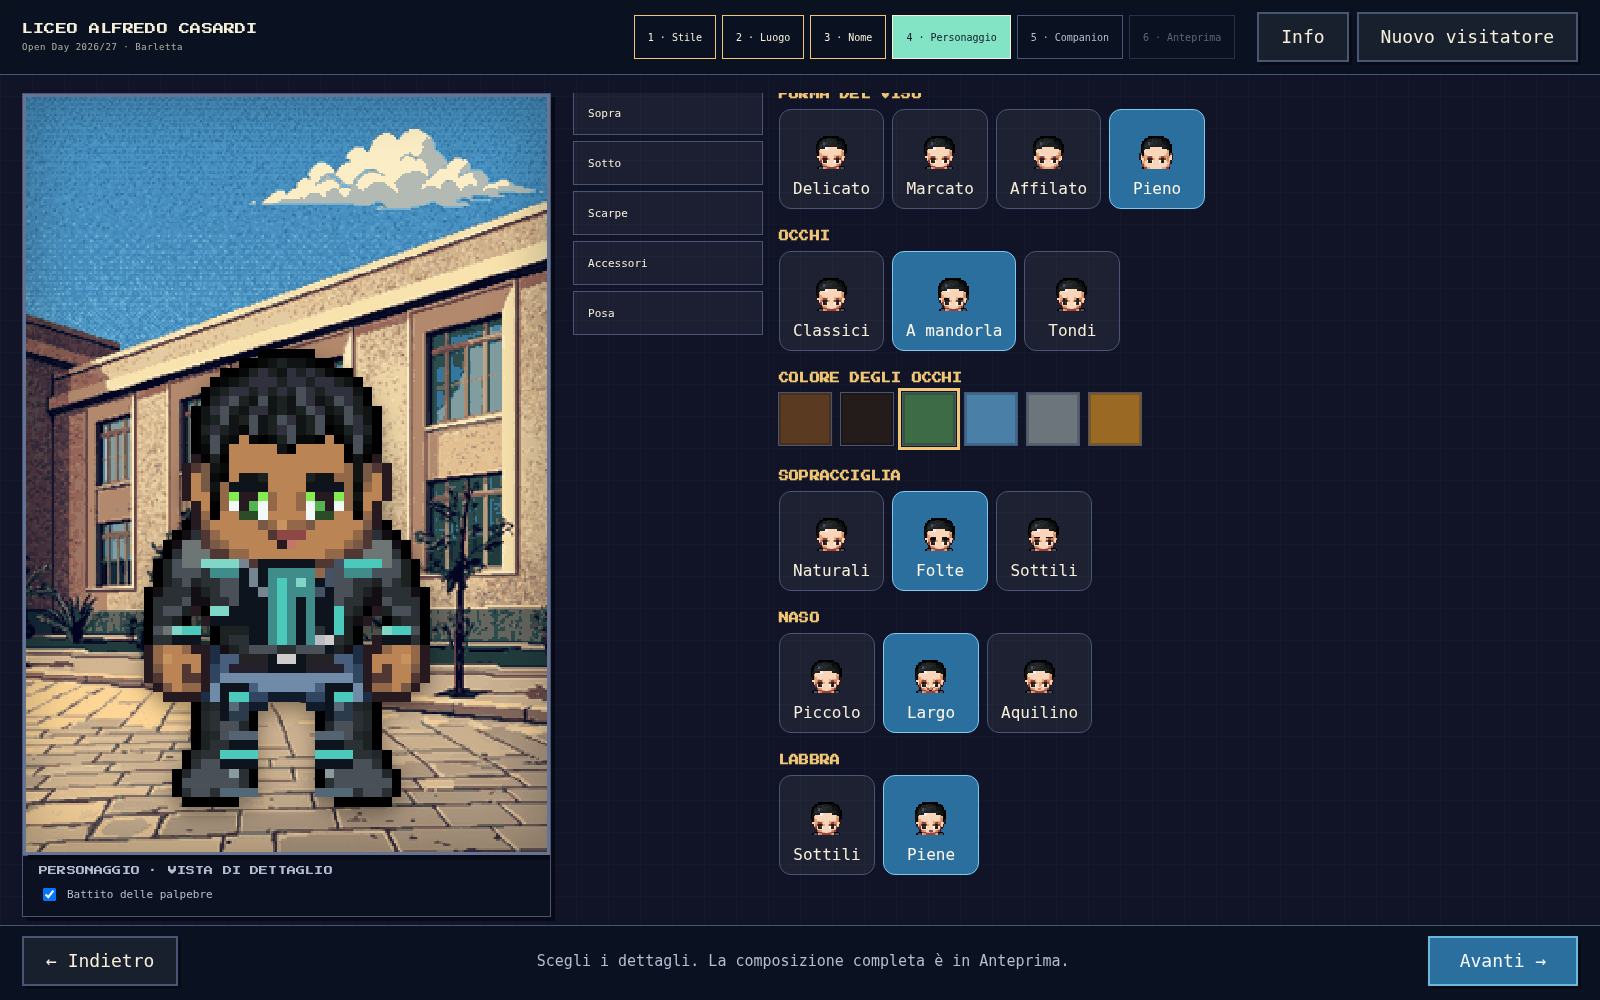 LICEO ALFREDO CASARDI
Open Day 2026/27 · Barletta
1 · Stile
2 · Luogo
3 · Nome
4 · Personaggio
5 · Companion
6 · Anteprima
Info
Nuovo visitatore
Sopra
Sotto
Scarpe
Accessori
Posa
FORMA DEL VISO
Delicato
Marcato
Affilato
Pieno
OCCHI
Classici
A mandorla
Tondi
COLORE DEGLI OCCHI
SOPRACCIGLIA
Naturali
Folte
Sottili
NASO
Piccolo
Largo
Aquilino
LABBRA
Sottili
Piene
PERSONAGGIO · VISTA DI DETTAGLIO
Battito delle palpebre
← Indietro
Scegli i dettagli. La composizione completa è in Anteprima.
Avanti →